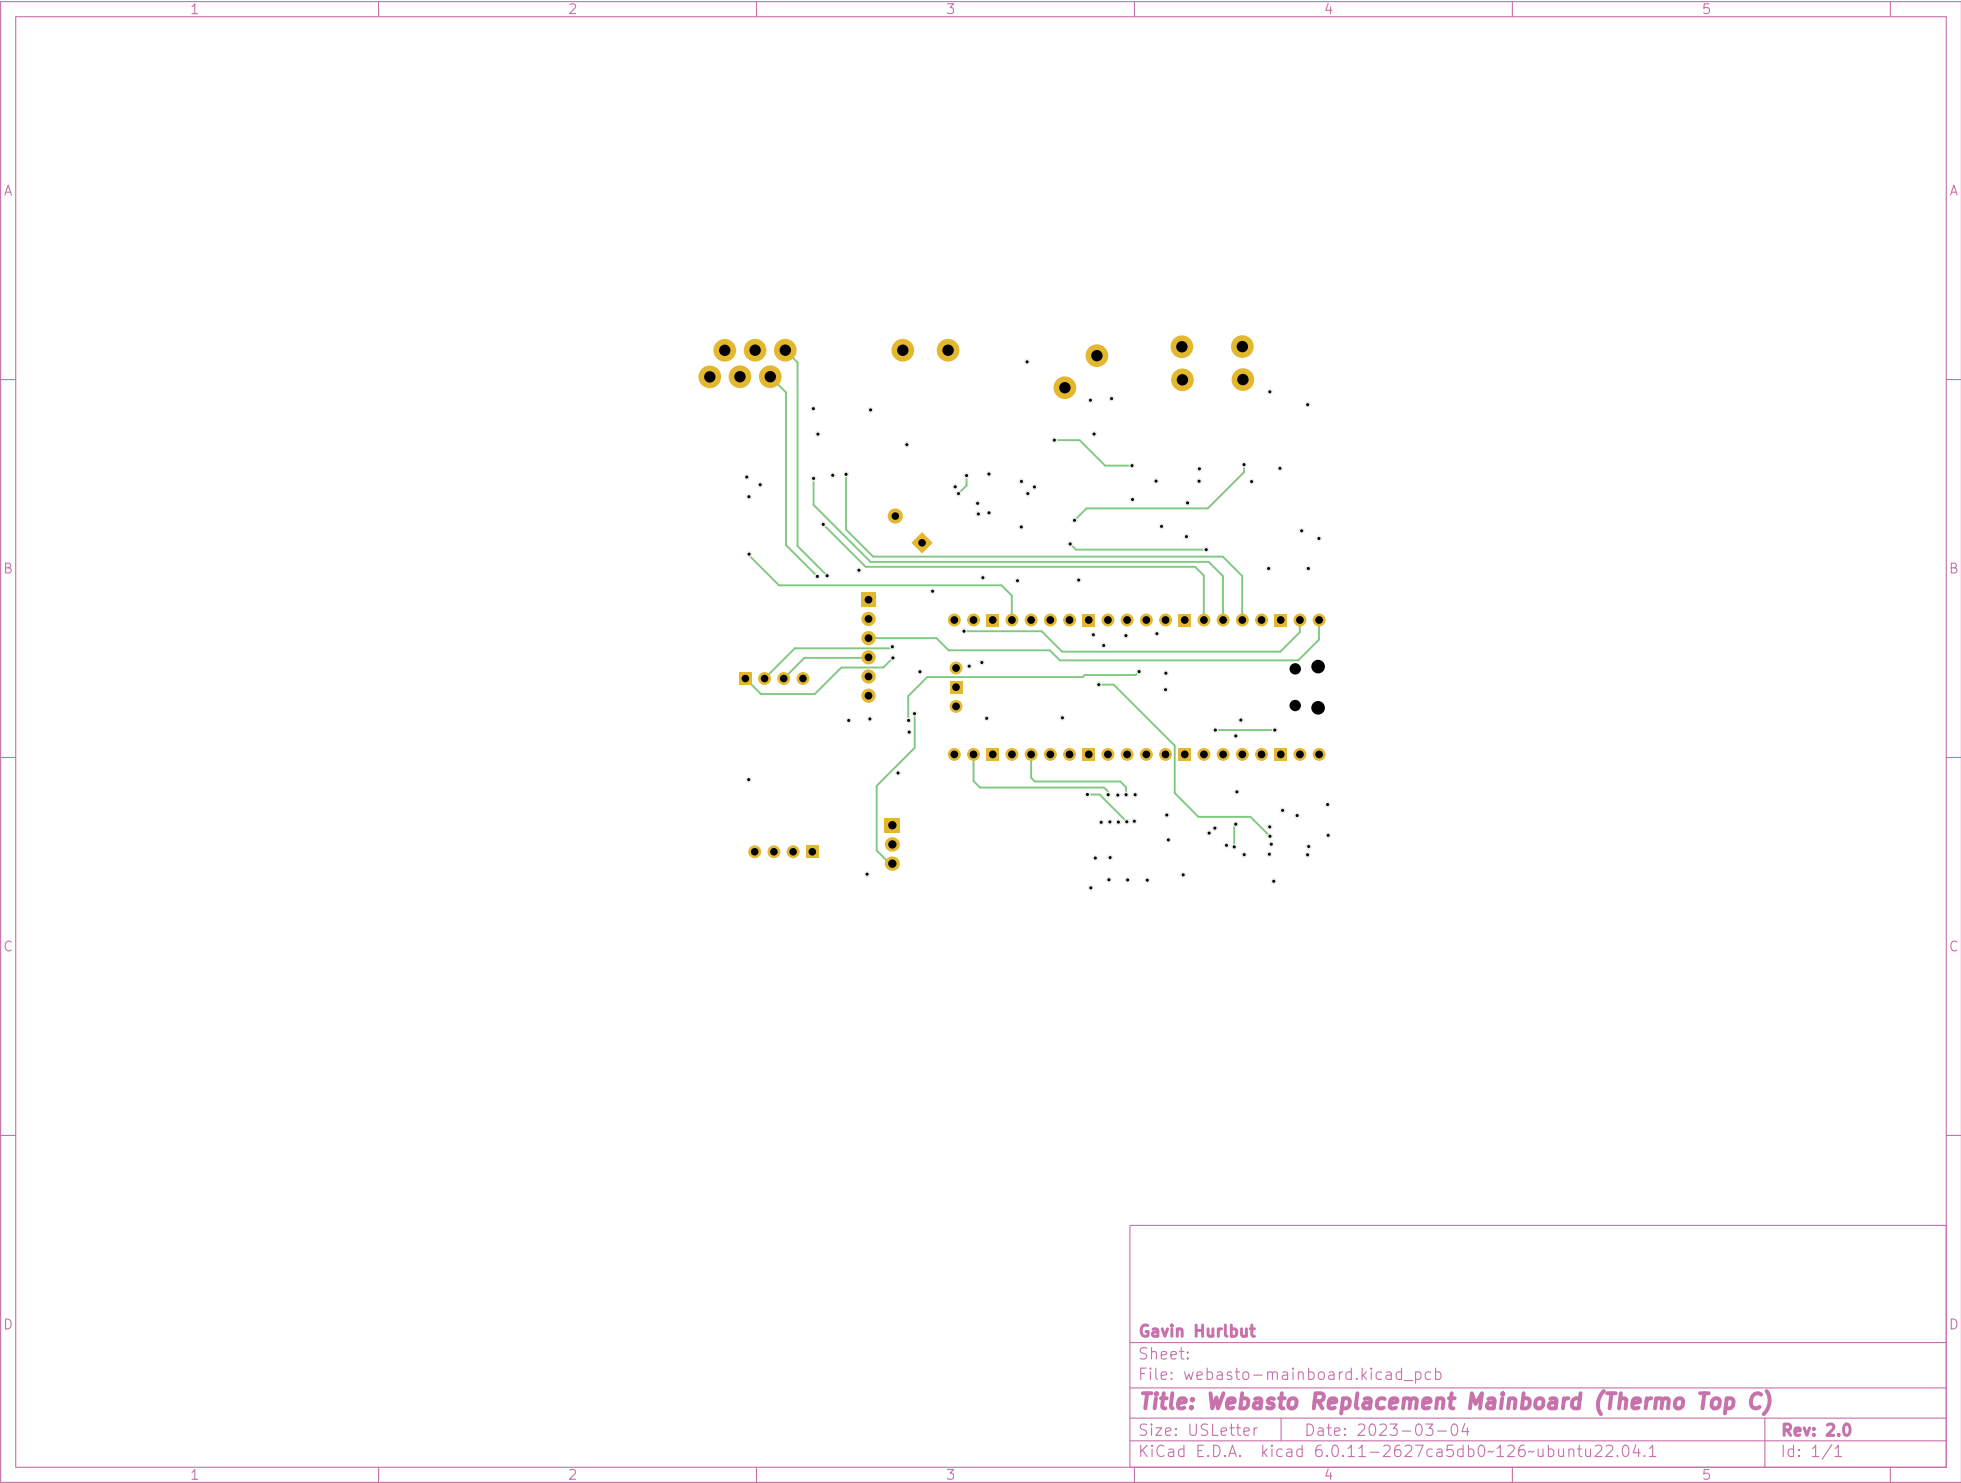 1 2 3 4 5
A A
B B
C C
D D
Gavin Hurlbut
Sheet:
File: webasto-mainboard.kicad_pcb
Title: Webasto Replacement Mainboard (Thermo Top C)
Size: USLetter Date: 2023-03-04 Rev: 2.0
KiCad E.D.A. kicad 6.0.11-2627ca5db0~126~ubuntu22.04.1 Id: 1/1
1 2 3 4 5